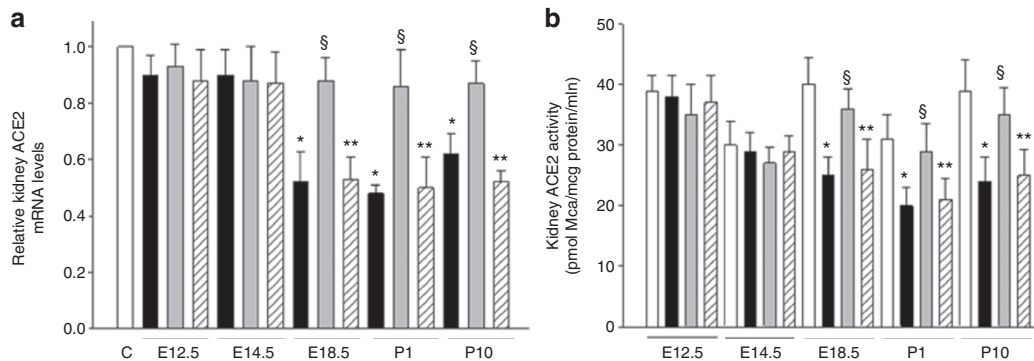 a
Relative kidney ACE2
mRNA levels
1.0
0.8
0.6
0.4
0.2
0.0
§ § §
* ** * ** * **
C E12.5 E14.5 E18.5 P1 P10
b
Kidney ACE2 activity
(pmol Mca/mcg protein/min)
50
40
30
20
10
0
§ § §
* ** * ** * **
E12.5 E14.5 E18.5 P1 P10